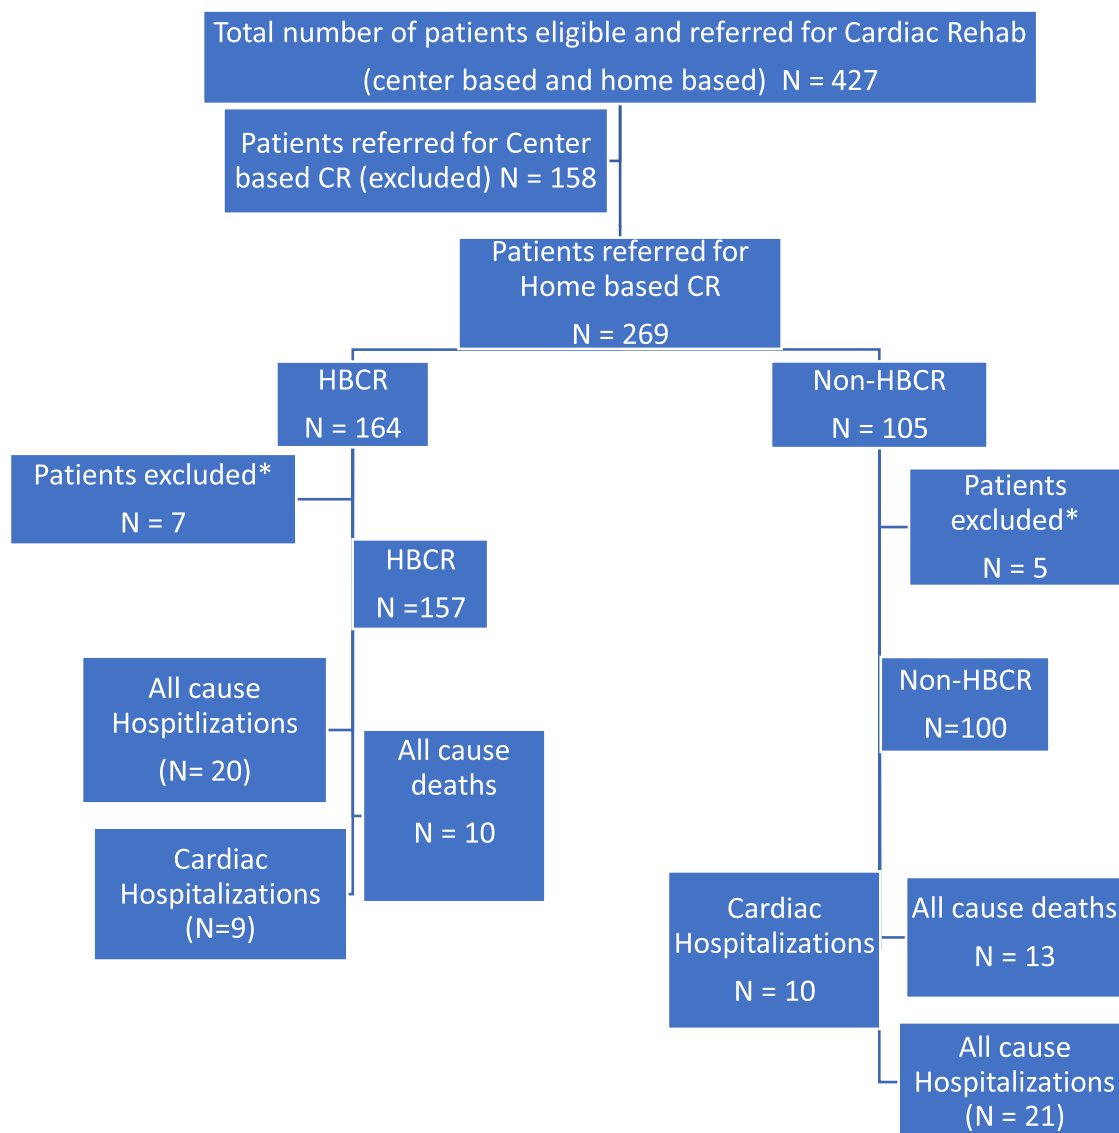 Total number of patients eligible and referred for Cardiac Rehab
(center based and home based) N = 427
Patients referred for Center
based CR (excluded) N = 158
Patients referred for
Home based CR
N = 269
HBCR
N = 164
Non-HBCR
N = 105
Patients excluded*
N = 7
Patients
excluded*
N = 5
HBCR
N =157
Non-HBCR
N=100
All cause
Hospitlizations
(N= 20)
All cause
deaths
N = 10
Cardiac
Hospitalizations
(N=9)
Cardiac
Hospitalizations
N = 10
All cause deaths
N = 13
All cause
Hospitalizations
(N = 21)